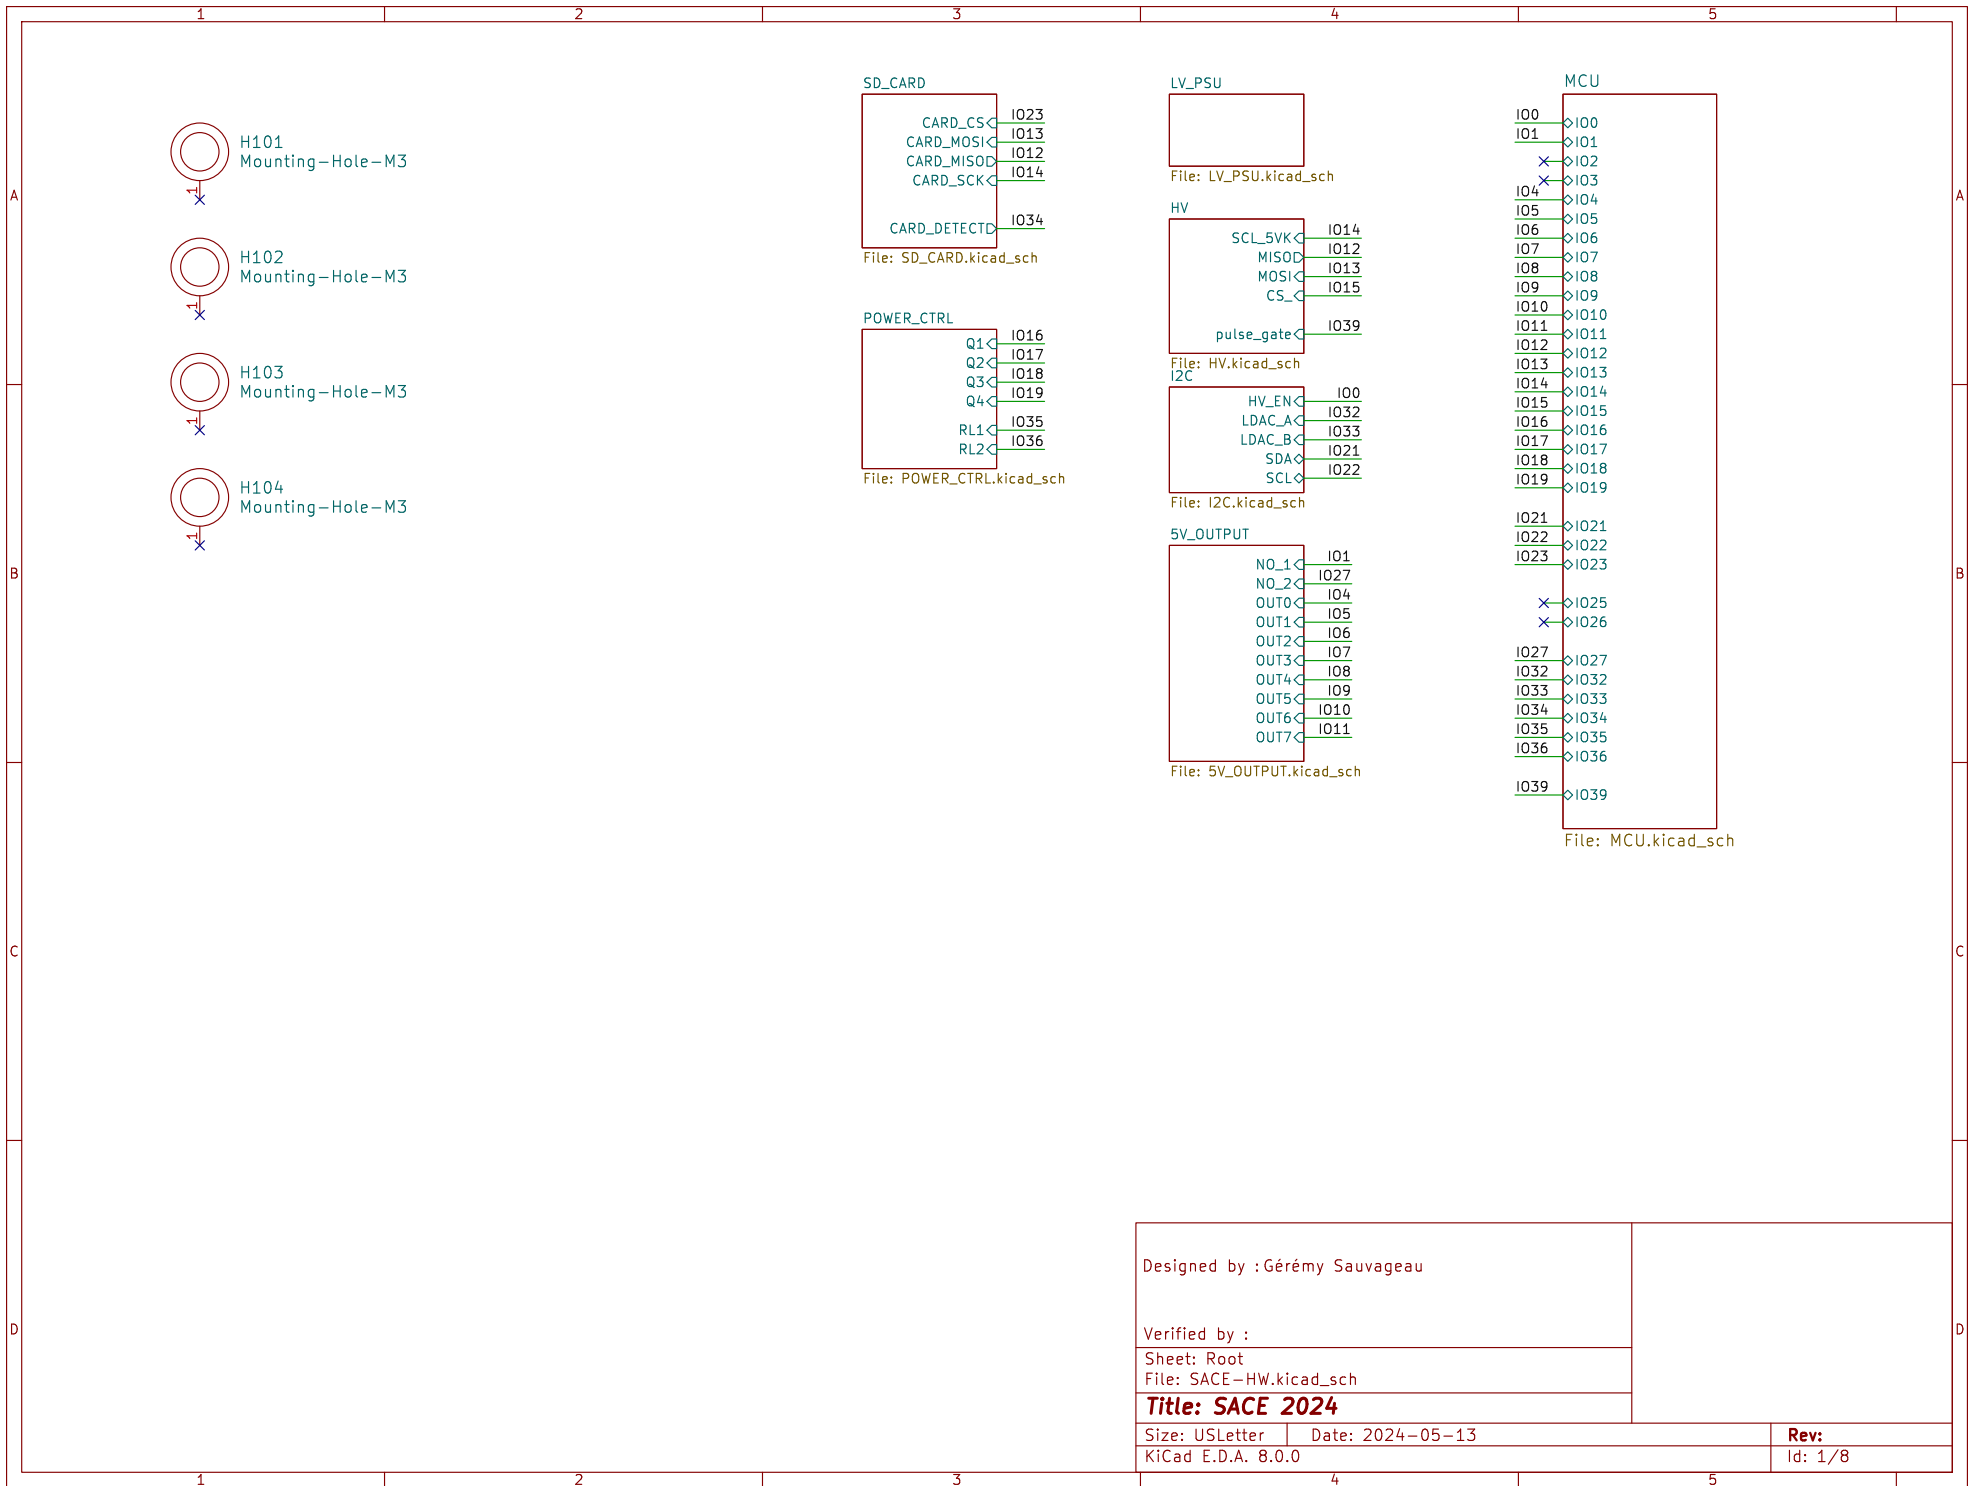 1 2 3 4 5
A
B
C
D
A
B
C
D
1 2 3 4 5
H101
Mounting-Hole-M3
1
H102
Mounting-Hole-M3
1
H103
Mounting-Hole-M3
1
H104
Mounting-Hole-M3
1
SD_CARD
CARD_CS IO23
CARD_MOSI IO13
CARD_MISO IO12
CARD_SCK IO14
CARD_DETECT IO34
File: SD_CARD.kicad_sch
POWER_CTRL
Q1 IO16
Q2 IO17
Q3 IO18
Q4 IO19
RL1 IO35
RL2 IO36
File: POWER_CTRL.kicad_sch
LV_PSU
File: LV_PSU.kicad_sch
HV
SCL_5VK IO14
MISO IO12
MOSI IO13
CS_ IO15
pulse_gate IO39
File: HV.kicad_sch
I2C
HV_EN IO0
LDAC_A IO32
LDAC_B IO33
SDA IO21
SCL IO22
File: I2C.kicad_sch
5V_OUTPUT
NO_1 IO1
NO_2 IO27
OUT0 IO4
OUT1 IO5
OUT2 IO6
OUT3 IO7
OUT4 IO8
OUT5 IO9
OUT6 IO10
OUT7 IO11
File: 5V_OUTPUT.kicad_sch
MCU
IO0 IO0
IO1 IO1
IO2
IO3
IO4 IO4
IO5 IO5
IO6 IO6
IO7 IO7
IO8 IO8
IO9 IO9
IO10 IO10
IO11 IO11
IO12 IO12
IO13 IO13
IO14 IO14
IO15 IO15
IO16 IO16
IO17 IO17
IO18 IO18
IO19 IO19
IO21 IO21
IO22 IO22
IO23 IO23
IO25
IO26
IO27 IO27
IO32 IO32
IO33 IO33
IO34 IO34
IO35 IO35
IO36 IO36
IO39 IO39
File: MCU.kicad_sch
Designed by : Gérémy Sauvageau
Verified by :
Sheet: Root
File: SACE-HW.kicad_sch
Title: SACE 2024
Size: USLetter Date: 2024-05-13 Rev:
KiCad E.D.A. 8.0.0 Id: 1/8